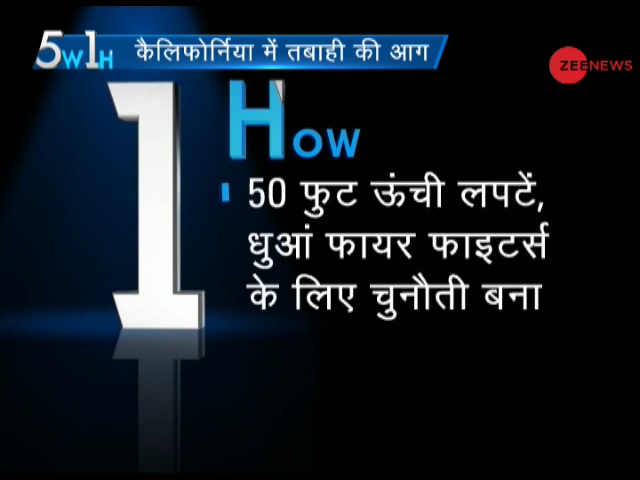 5W1H
कैलिफोर्निया में तबाही की आग
ZEENEWS
1
HOW
50 फुट ऊंची लपटें,
धुआं फायर फाइटर्स
के लिए चुनौती बना